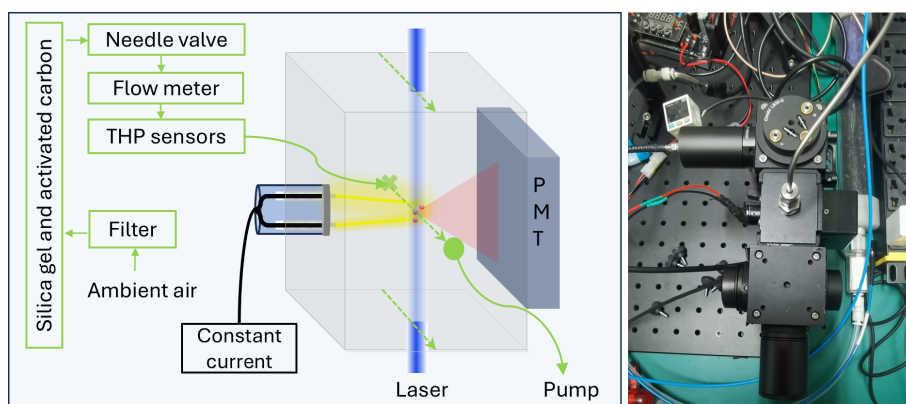 Silica gel and activated carbon
Needle valve
Flow meter
THP sensors
Filter
Ambient air
Constant
current
P
M
T
Laser
Pump